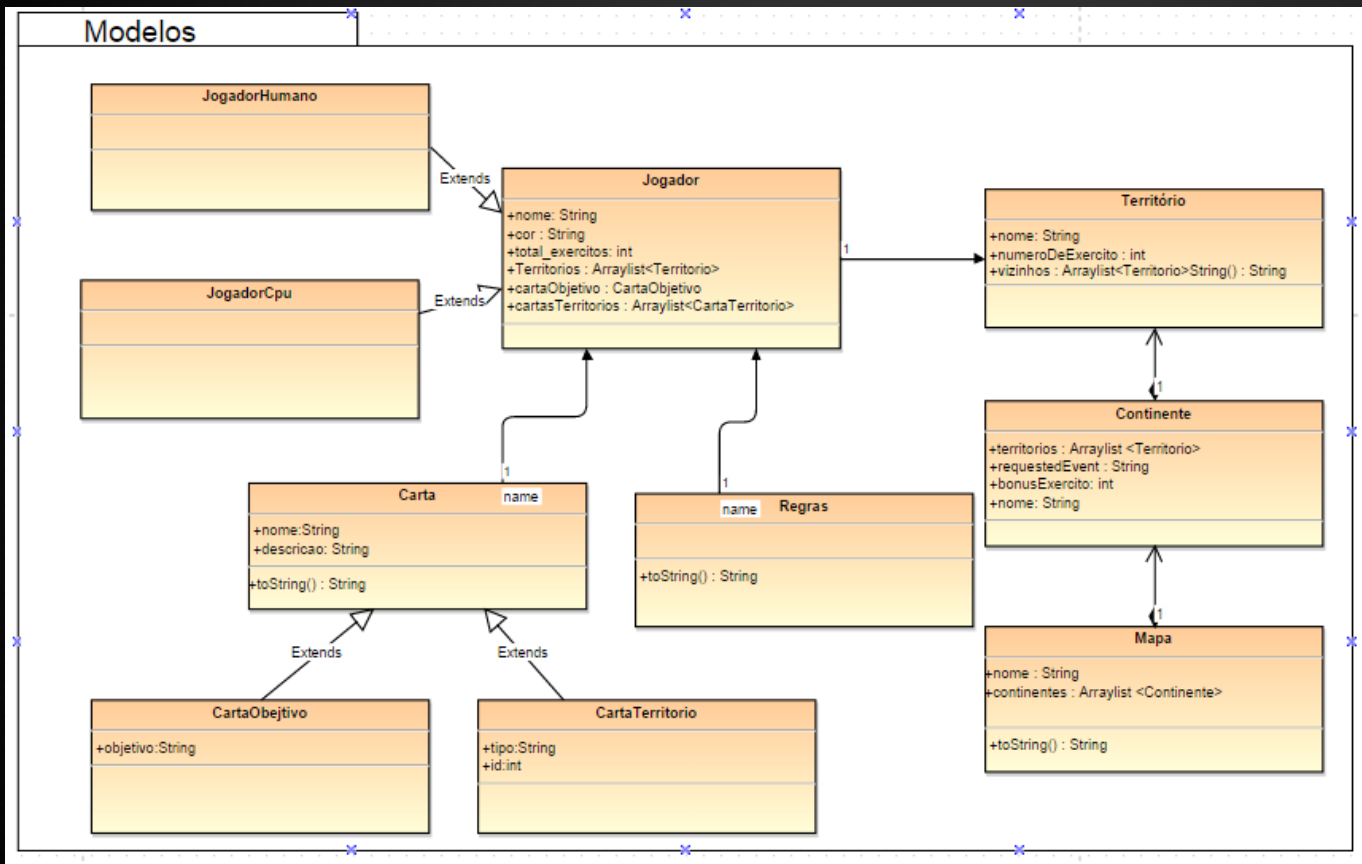 Modelos
JogadorHumano
Extends
Jogador
+nome: String
+cor : String
+total_exercitos: int
+Territorios : Arraylist<Territorio>
+cartaObjetivo : CartaObjetivo
+cartasTerritorios : Arraylist<CartaTerritorio>
1
Território
+nome: String
+numeroDeExercito : int
+vizinhos : Arraylist<Territorio>String() : String
JogadorCpu
Extends
1
Continente
+territorios : Arraylist <Territorio>
+requestedEvent : String
+bonusExercito: int
+nome: String
1
name
Carta
+nome:String
+descricao: String
+toString() : String
1
name
Regras
+toString() : String
1
Mapa
+nome : String
+continentes : Arraylist <Continente>
+toString() : String
Extends
Extends
CartaObejtivo
+objetivo:String
CartaTerritorio
+tipo:String
+id:int